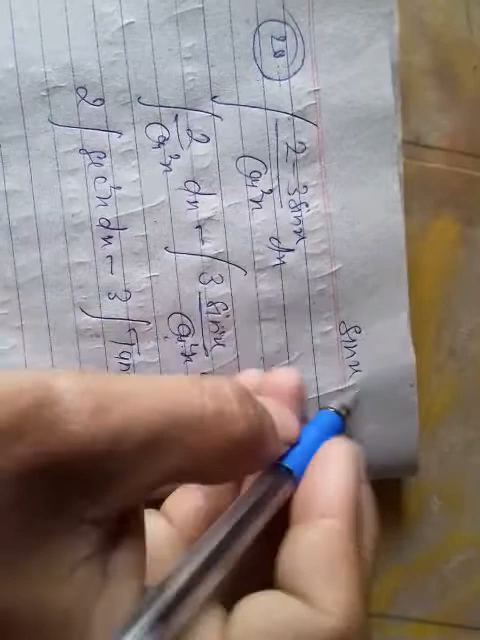 sinx
20. ∫ 2-3sinx / Cos²x dx
∫ 2 / Cos²x dx - ∫ 3 sinx / Cos²x
2 ∫ sec²x dx - 3 ∫ Tan